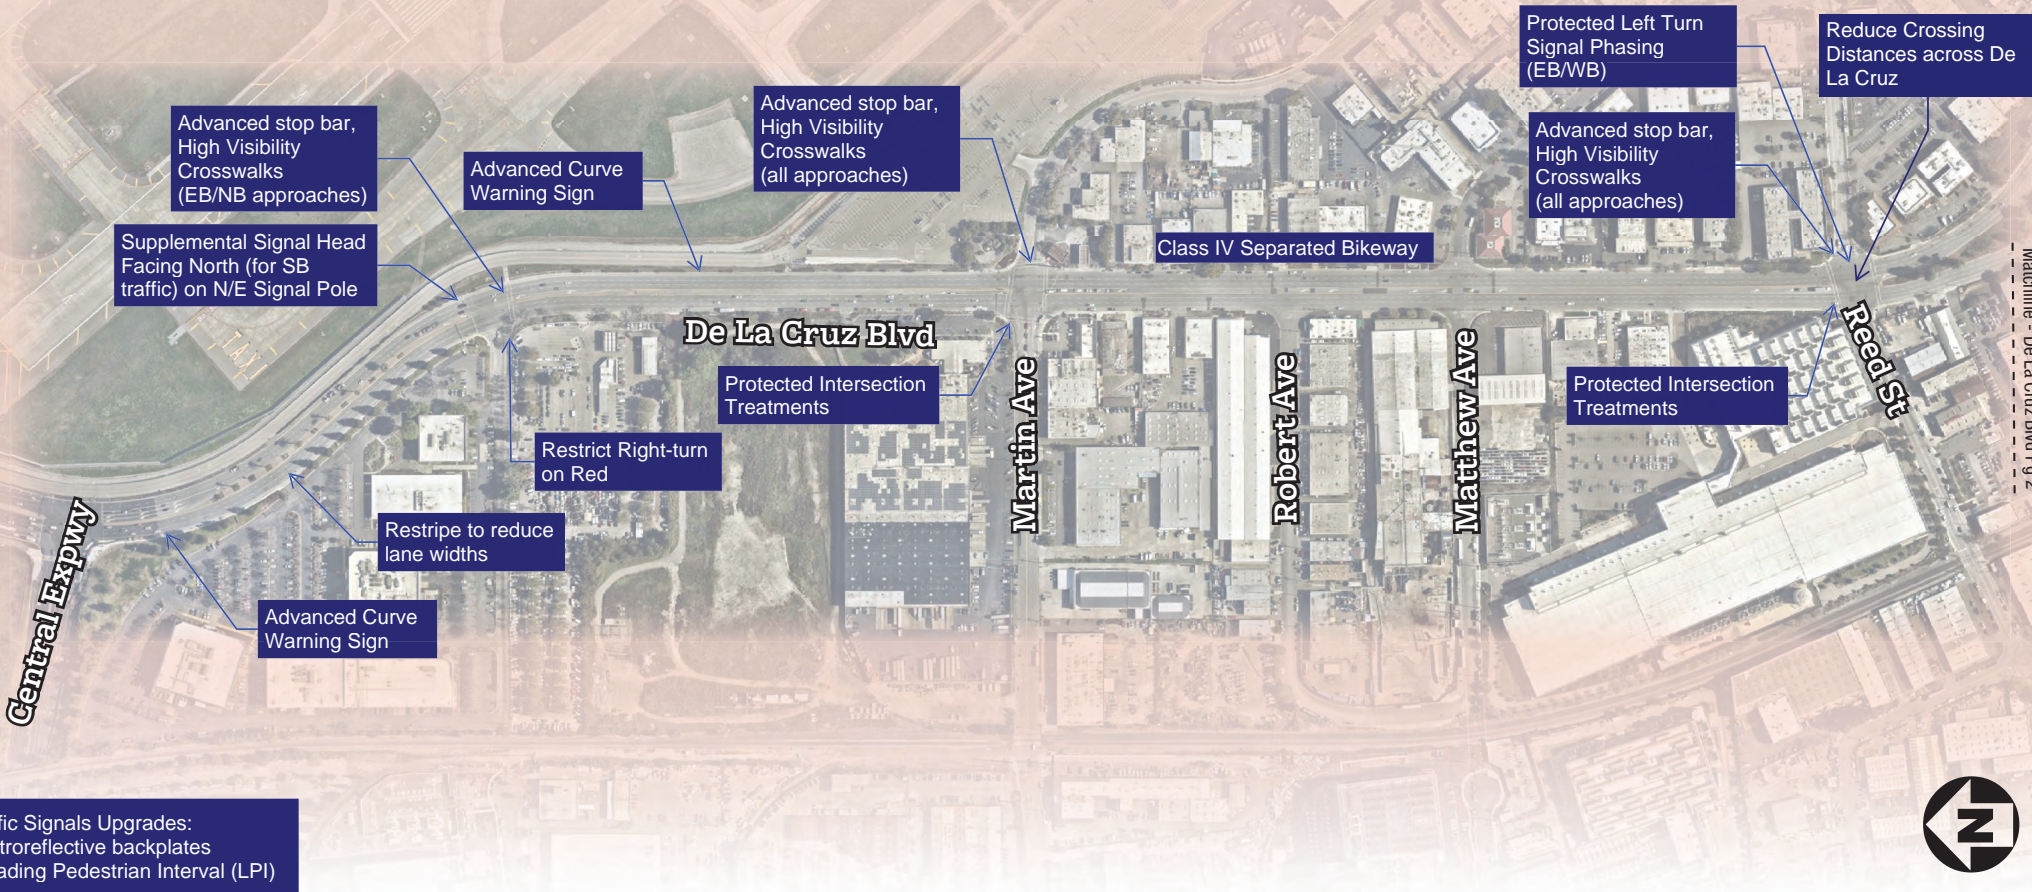 Protected Left Turn
Signal Phasing
(EB/WB)
Reduce Crossing
Distances across De
La Cruz
Advanced stop bar,
High Visibility
Crosswalks
(all approaches)
Advanced stop bar,
High Visibility
Crosswalks
(EB/NB approaches)
Advanced Curve
Warning Sign
Advanced stop bar,
High Visibility
Crosswalks
(all approaches)
Supplemental Signal Head
Facing North (for SB
traffic) on N/E Signal Pole
Class IV Separated Bikeway
De La Cruz Blvd
Protected Intersection
Treatments
Martin Ave
Robert Ave
Matthew Ave
Protected Intersection
Treatments
Reed St
Restrict Right-turn
on Red
Restripe to reduce
lane widths
Central Expwy
Advanced Curve
Warning Sign
fic Signals Upgrades:
troreflective backplates
ading Pedestrian Interval (LPI)
N